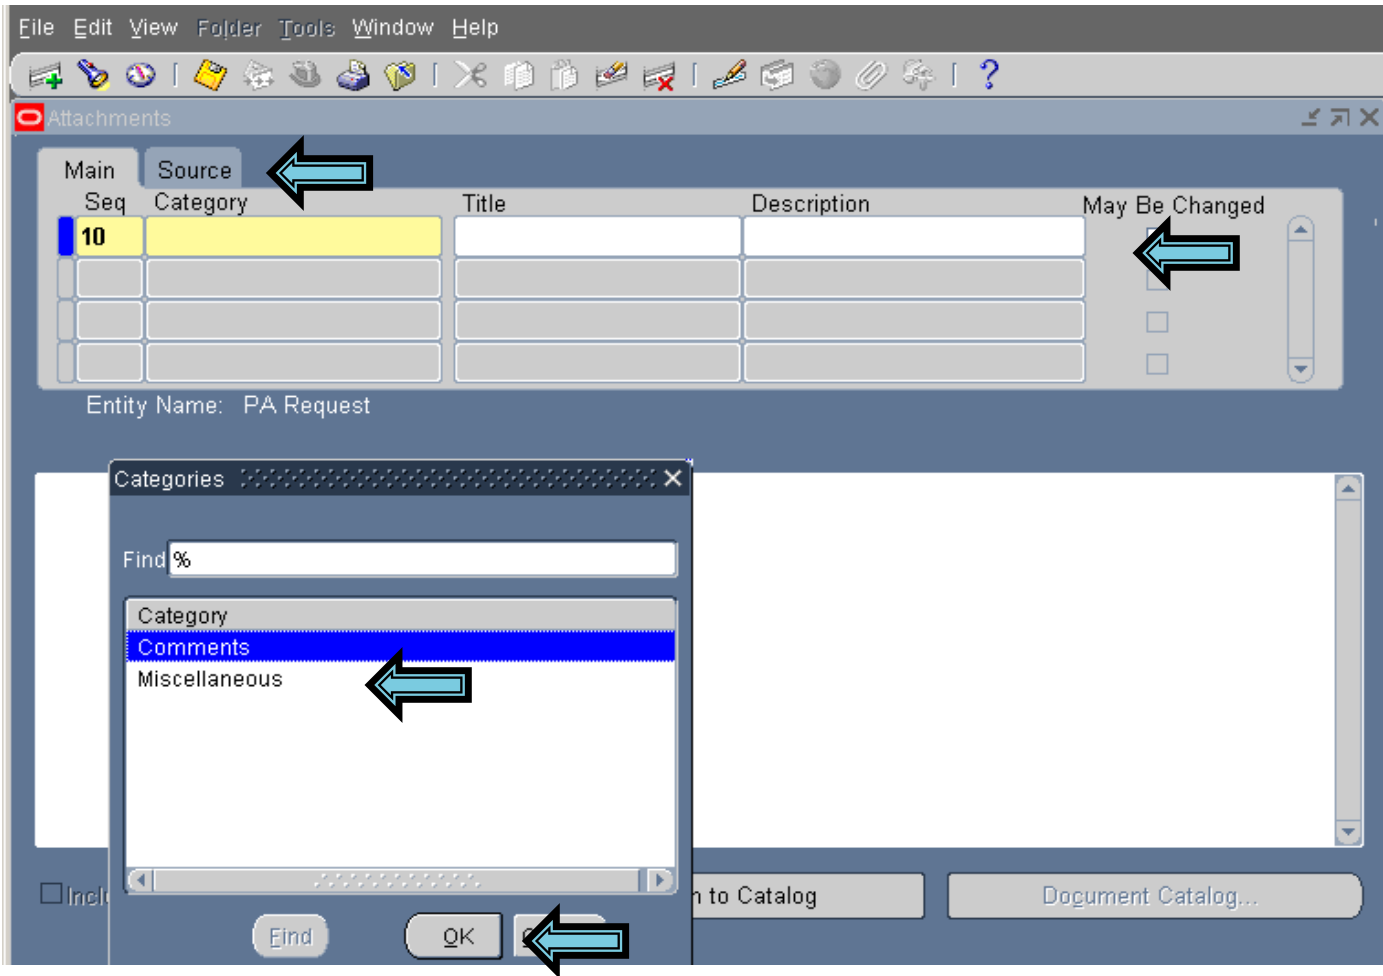 File Edit View Folder Tools Window Help
Attachments
Main Source
Seq Category Title Description May Be Changed
10
Entity Name: PA Request
Categories
Find %
Category
Comments
Miscellaneous
to Catalog Document Catalog...
Find OK